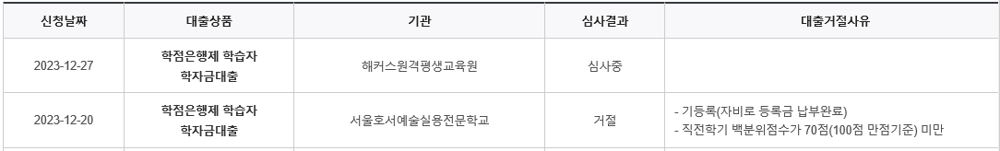 신청날짜 대출상품 기관 심사결과 대출거절사유
2023-12-27 학점은행제 학습자
학자금대출 해커스원격평생교육원 심사중
2023-12-20 학점은행제 학습자
학자금대출 서울호서예술실용전문학교 거절 - 기등록(자비로 등록금 납부완료)
- 직전학기 백분위점수가 70점(100점 만점기준) 미만